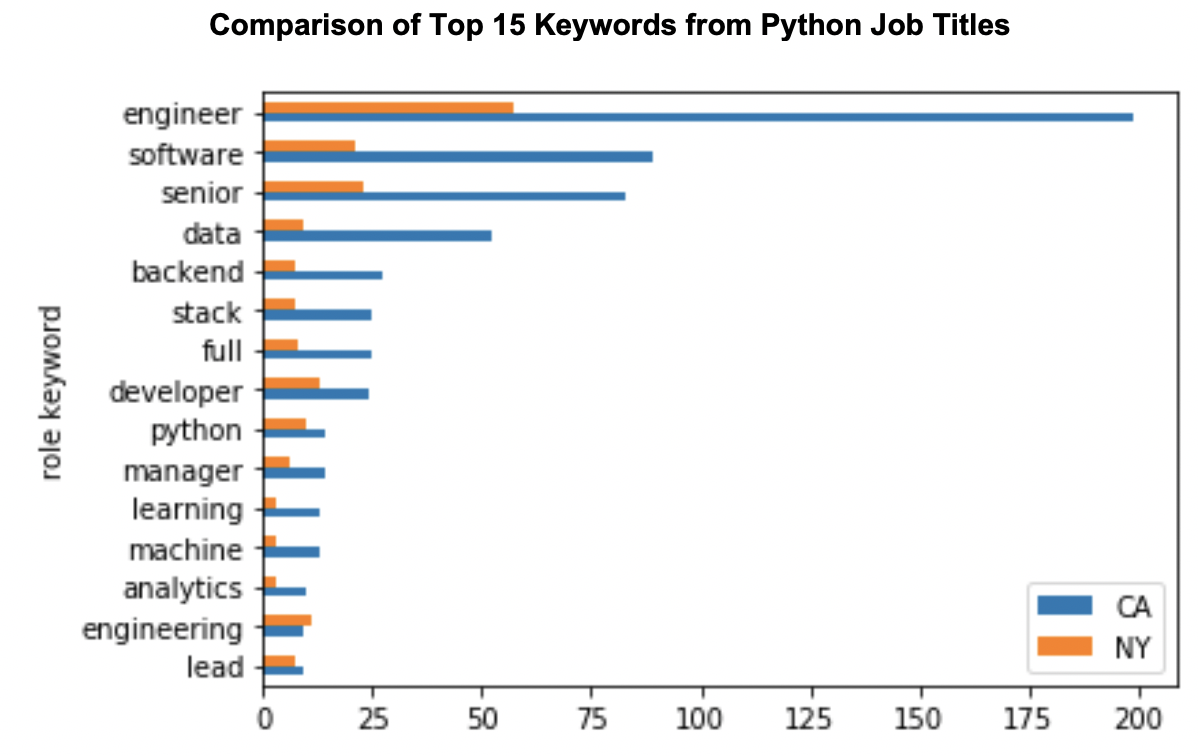 Comparison of Top 15 Keywords from Python Job Titles
engineer
software
senior
data
backend
stack
full
developer
python
manager
learning
machine
analytics
engineering
lead
role keyword
CA
NY
0 25 50 75 100 125 150 175 200